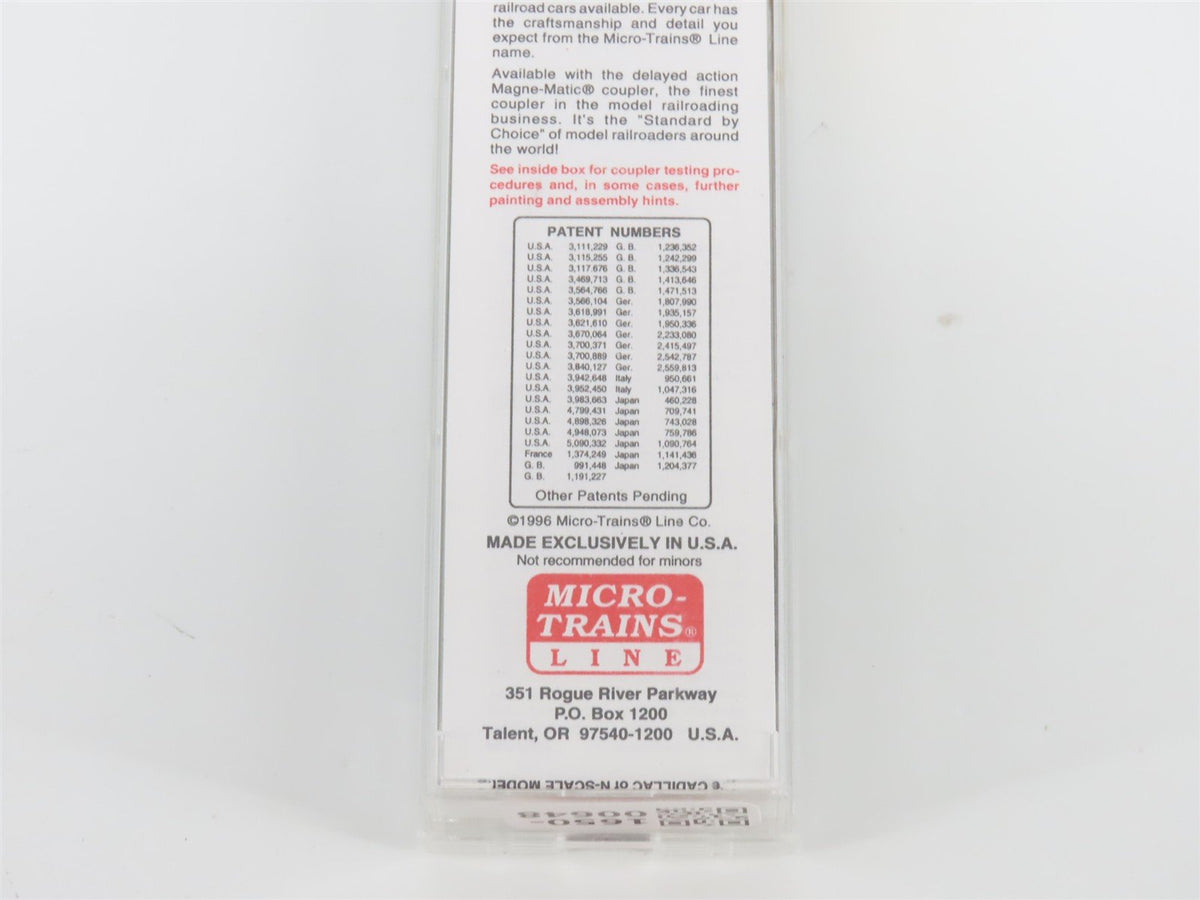 railroad cars available. Every car has
the craftsmanship and detail you
expect from the Micro-Trains® Line
name.
Available with the delayed action
Magne-Matic® coupler, the finest
coupler in the model railroading
business. It's the "Standard by
Choice" of model railroaders around
the world!
See inside box for coupler testing pro-
cedures and, in some cases, further
painting and assembly hints.
PATENT NUMBERS
U.S.A. 3,111,229 G. B. 1,236,352
U.S.A. 3,115,255 G. B. 1,242,299
U.S.A. 3,117,676 G. B. 1,336,543
U.S.A. 3,469,713 G. B. 1,413,646
U.S.A. 3,564,766 G. B. 1,471,513
U.S.A. 3,566,104 Ger. 1,807,990
U.S.A. 3,618,991 Ger. 1,935,157
U.S.A. 3,621,610 Ger. 1,950,336
U.S.A. 3,670,064 Ger. 2,233,080
U.S.A. 3,700,371 Ger. 2,415,497
U.S.A. 3,700,889 Ger. 2,542,787
U.S.A. 3,840,127 Ger. 2,559,813
U.S.A. 3,942,648 Italy 950,661
U.S.A. 3,952,450 Italy 1,047,316
U.S.A. 3,983,663 Japan 460,228
U.S.A. 4,799,431 Japan 709,741
U.S.A. 4,898,326 Japan 743,028
U.S.A. 4,948,073 Japan 759,786
U.S.A. 5,090,332 Japan 1,090,764
France 1,374,249 Japan 1,141,436
G. B. 991,448 Japan 1,204,377
G. B. 1,191,227
Other Patents Pending
©1996 Micro-Trains® Line Co.
MADE EXCLUSIVELY IN U.S.A.
Not recommended for minors
MICRO-
TRAINS®
LINE
351 Rogue River Parkway
P.O. Box 1200
Talent, OR 97540-1200 U.S.A.
CADILLAC of N-SCALE
1650-
00648